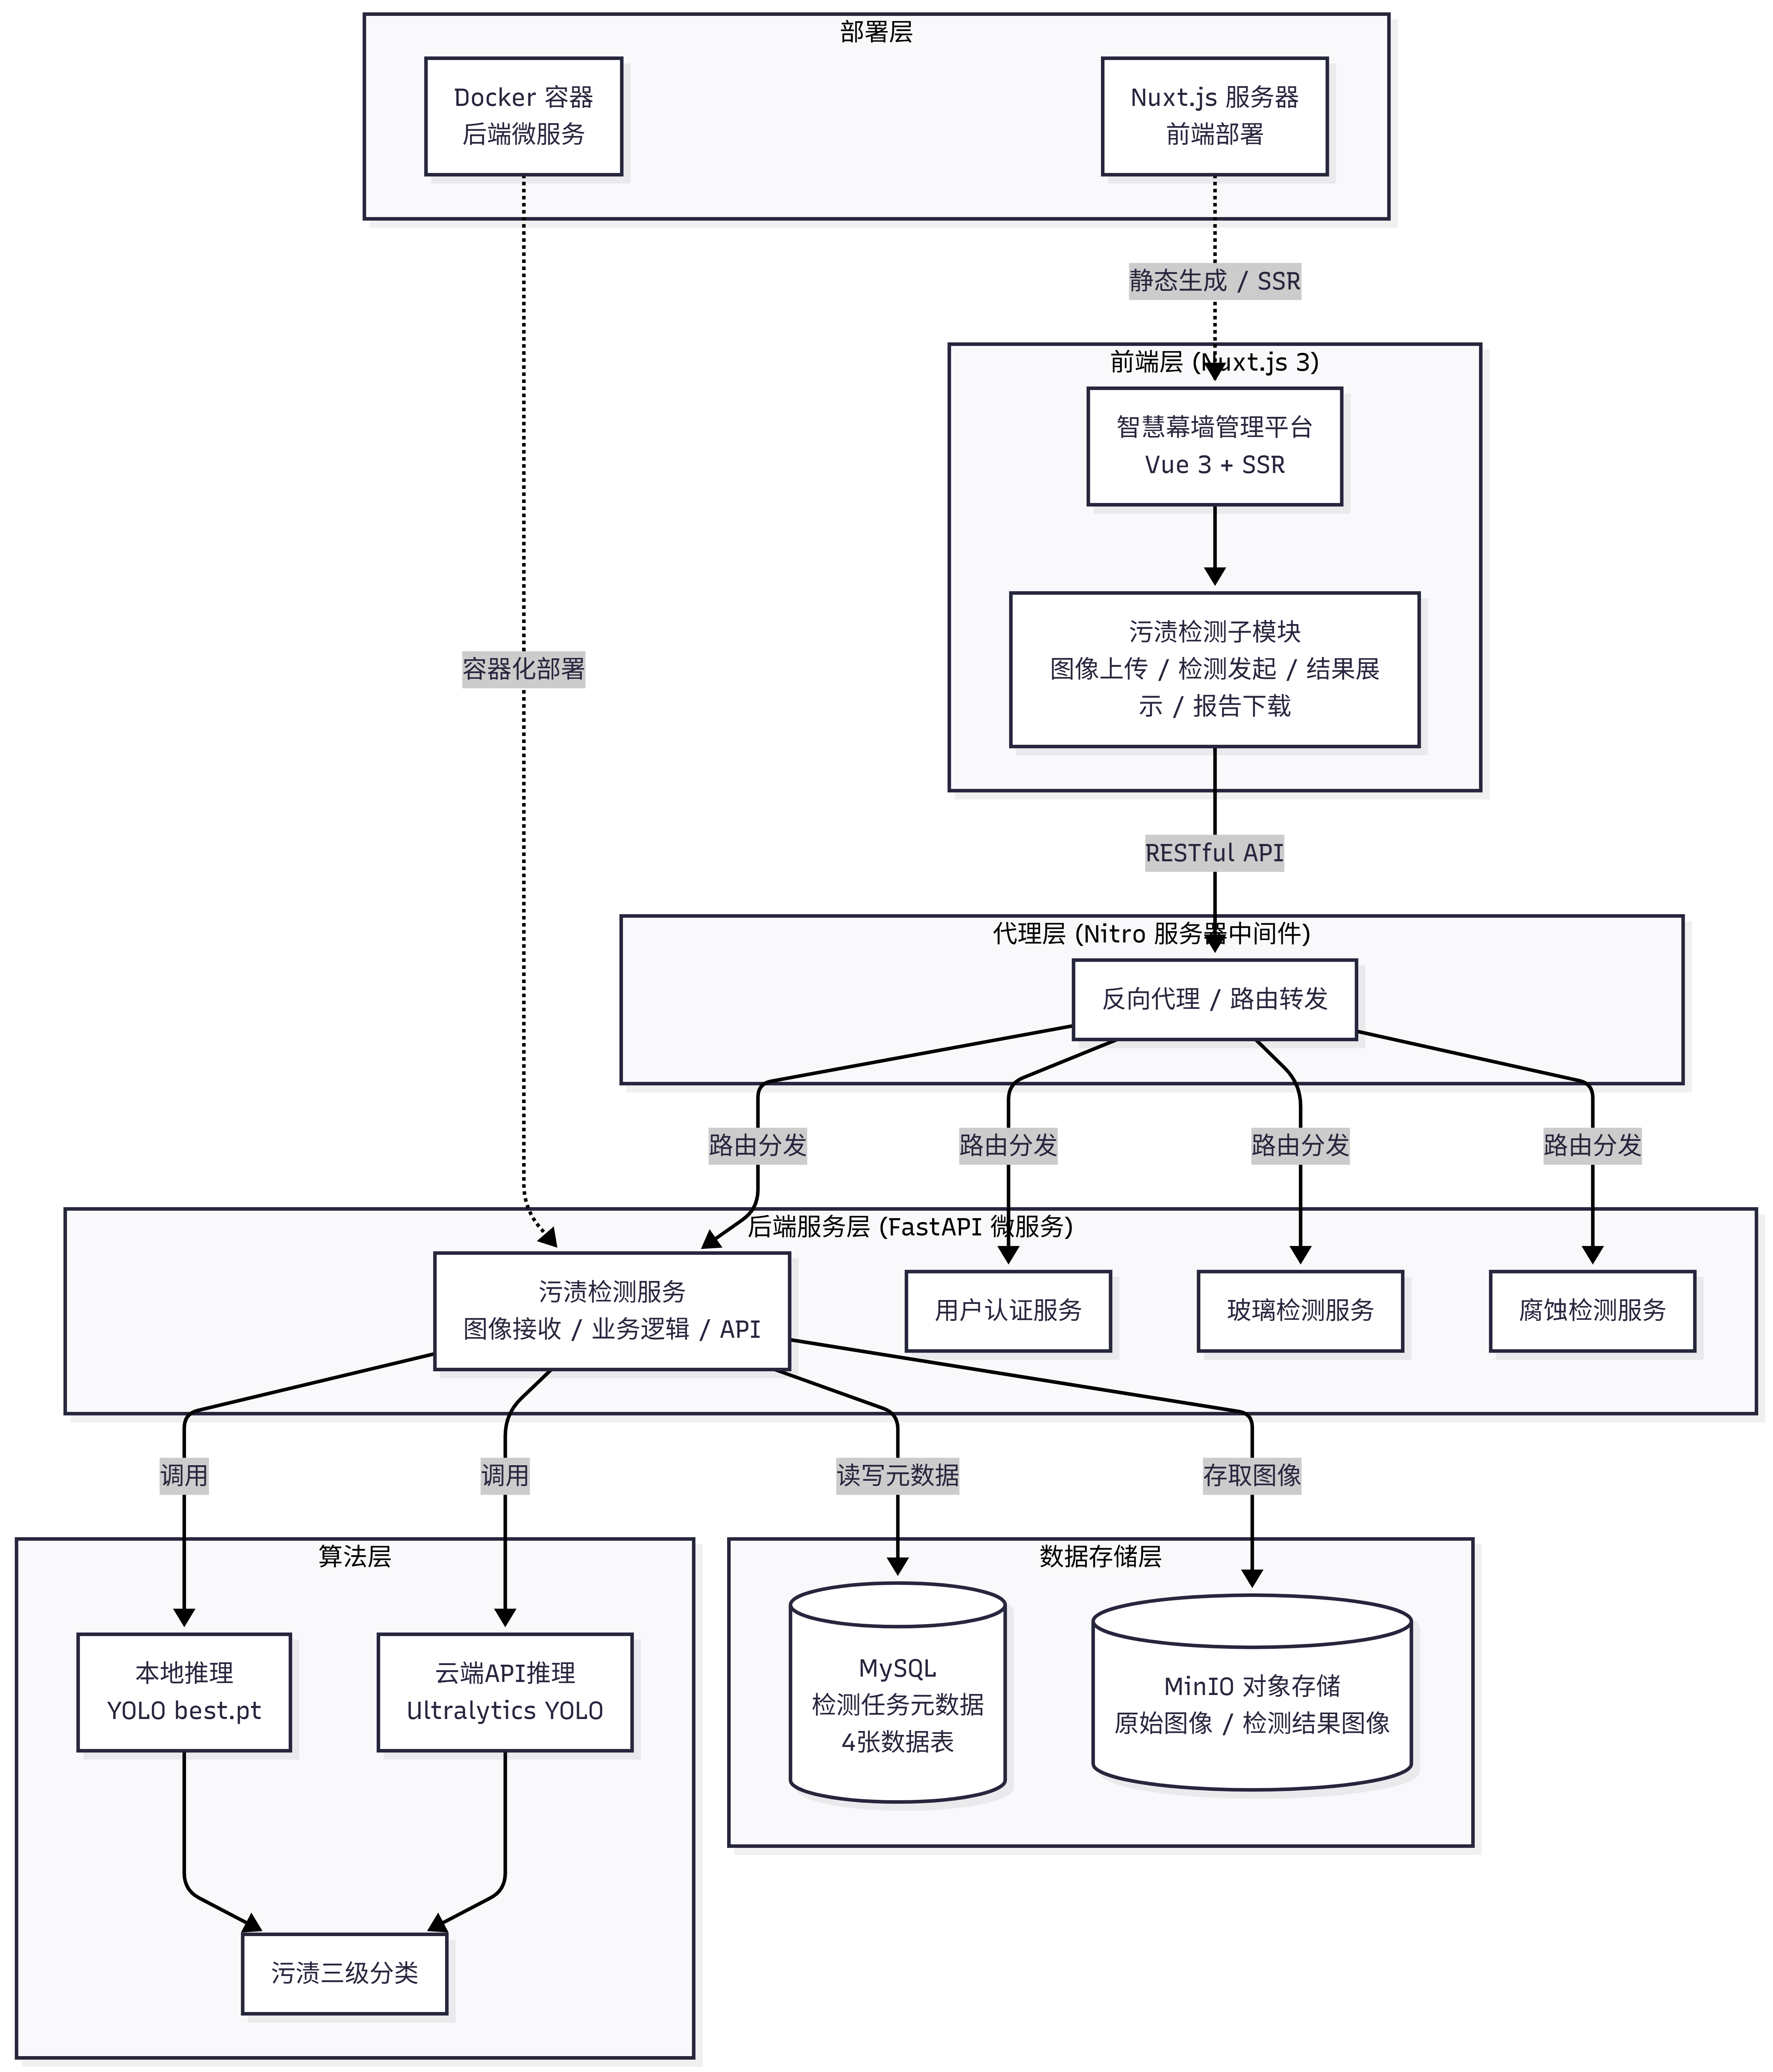 部署层
Docker 容器
后端微服务
Nuxt.js 服务器
前端部署
静态生成 / SSR
前端层 (Nuxt.js 3)
智慧幕墙管理平台
Vue 3 + SSR
容器化部署
污渍检测子模块
图像上传 / 检测发起 / 结果展
示 / 报告下载
RESTful API
代理层 (Nitro 服务器中间件)
反向代理 / 路由转发
路由分发
路由分发
路由分发
路由分发
后端服务层 (FastAPI 微服务)
污渍检测服务
图像接收 / 业务逻辑 / API
用户认证服务
玻璃检测服务
腐蚀检测服务
调用
调用
读写元数据
存取图像
算法层
本地推理
YOLO best.pt
云端API推理
Ultralytics YOLO
污渍三级分类
数据存储层
MySQL
检测任务元数据
4张数据表
MinIO 对象存储
原始图像 / 检测结果图像